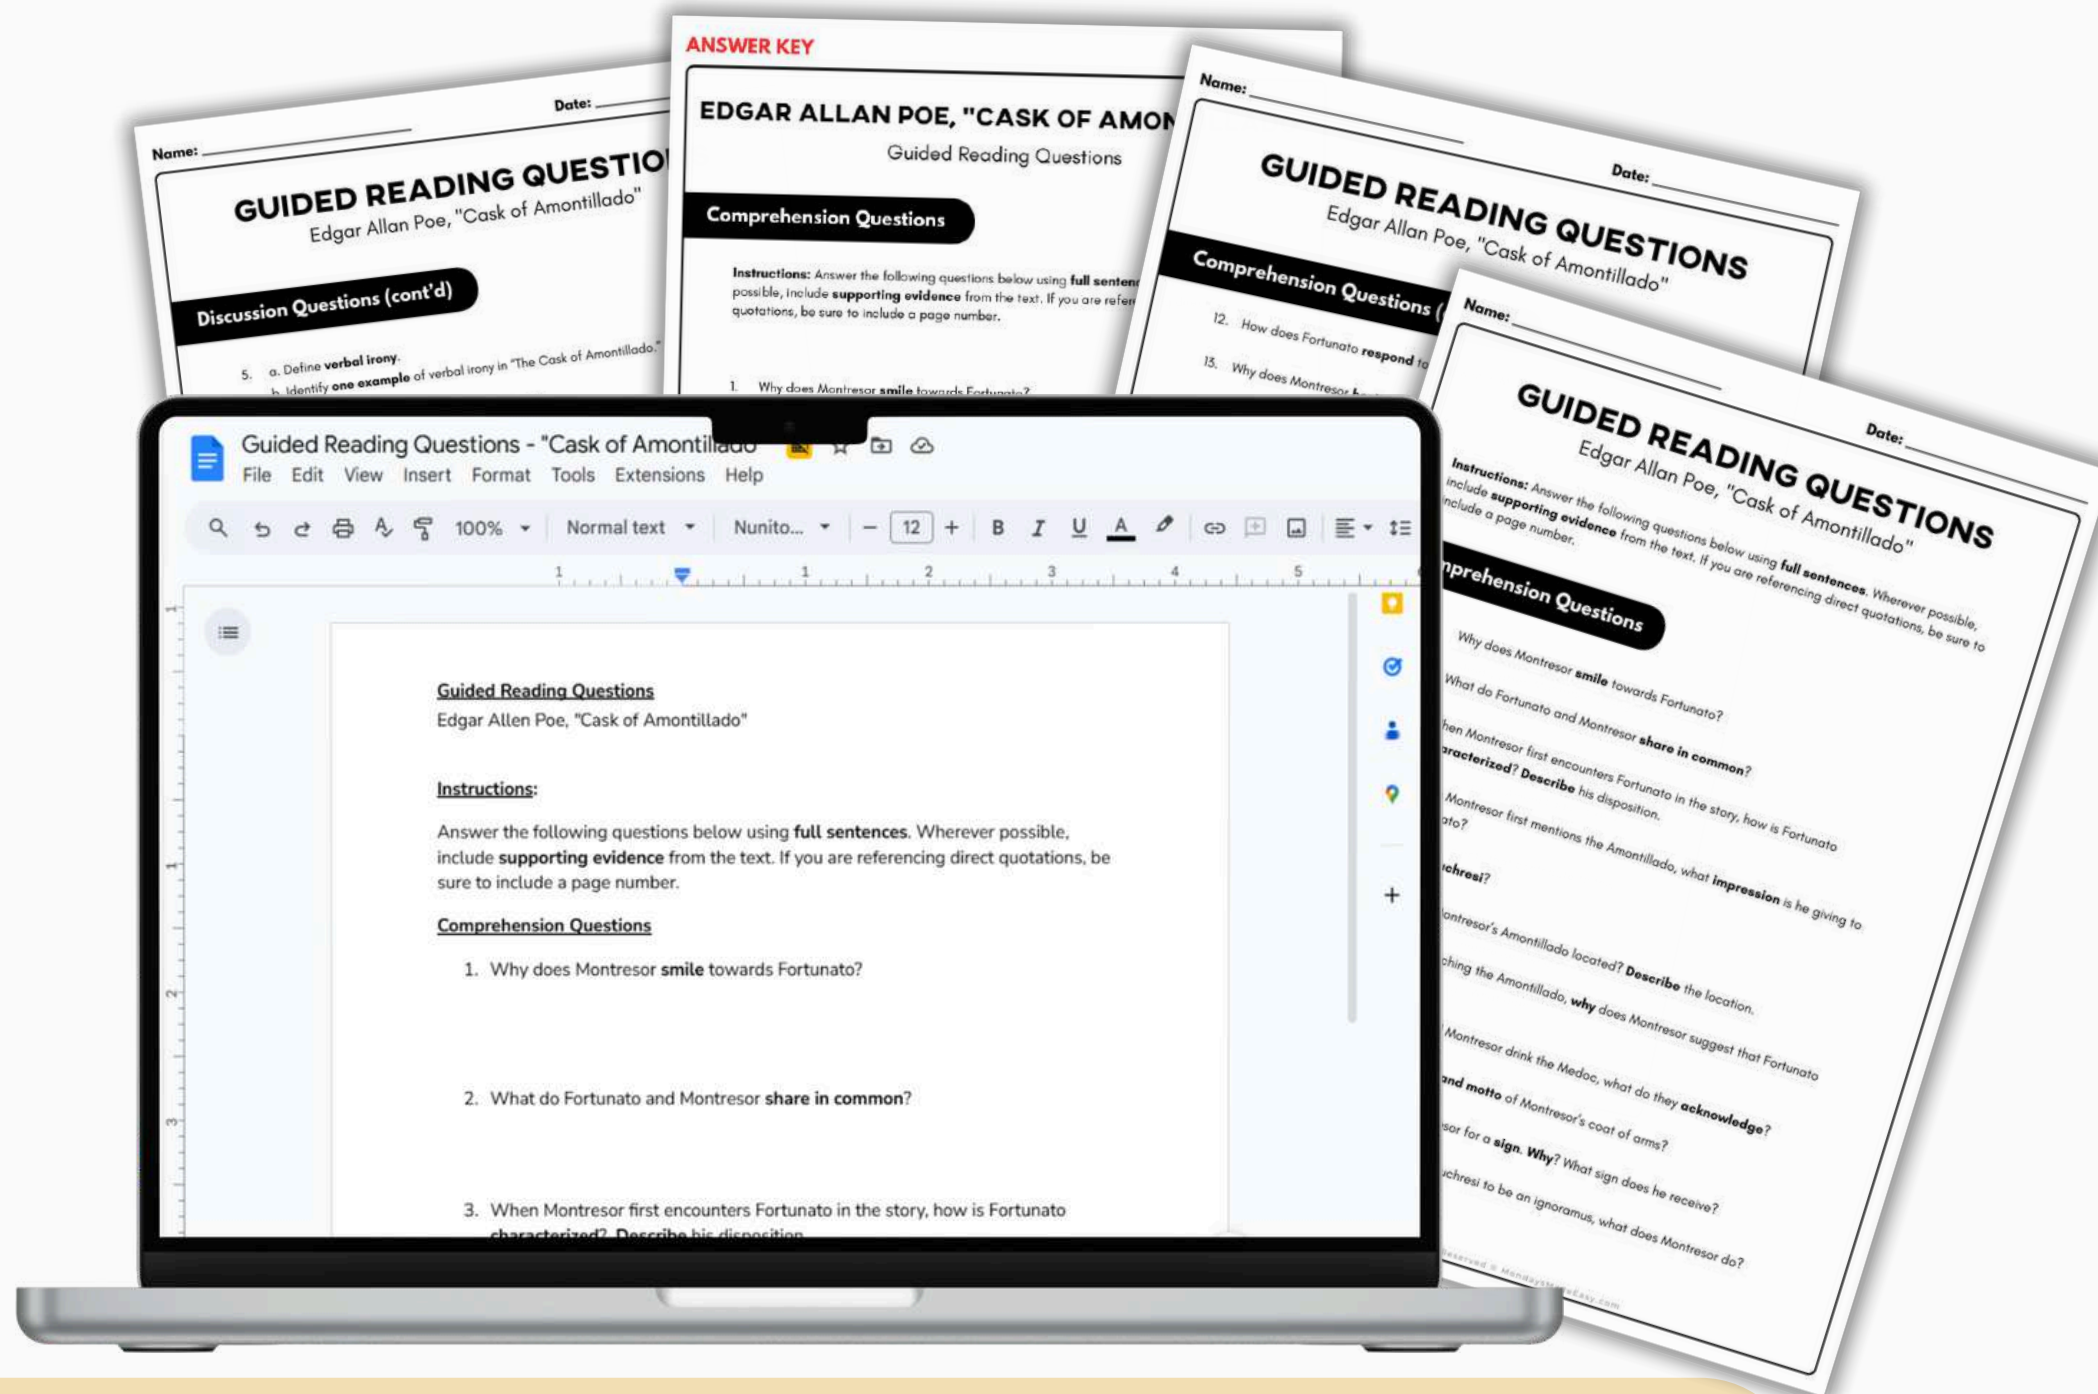 Name:
Date:
GUIDED READING
Edgar Allan Poe, "Cask of Amontillado"
Discussion Questions (cont'd)
5. a. Define verbal irony.
b. Identify one example of verbal irony in "The Cask of Amontillado."
ANSWER KEY
EDGAR ALLAN POE, "CASK OF
Guided Reading Questions
Comprehension Questions
Instructions: Answer the following questions below using full
possible, include supporting evidence from the text. If you are
quotations, be sure to include a page number.
1. Why does Montresor smile towards Fortunato?
Name:
Date:
GUIDED READING QUESTIONS
Edgar Allan Poe, "Cask of Amontillado"
Comprehension Questions (
12. How does Fortunato respond to
13. Why does Montresor
Name:
Date:
GUIDED READING QUESTIONS
Edgar Allan Poe, "Cask of Amontillado"
Instructions: Answer the following questions below using full sentences. Wherever possible,
include supporting evidence from the text. If you are referencing direct quotations, be sure to
include a page number.
Questions
Why does Montresor smile towards Fortunato?
What do Fortunato and Montresor share in common?
Montresor first encounters Fortunato in the story, how is Fortunato
Describe his disposition.
Montresor first mentions the Amontillado, what impression is he giving to
Amontillado located? Describe the location.
the Amontillado, why does Montresor suggest that Fortunato
Montresor drink the Medoc, what do they acknowledge?
and motto of Montresor's coat of arms?
for a sign. Why? What sign does he receive?
to be an ignoramus, what does Montresor do?
Guided Reading Questions - "Cask of Amontillado
File Edit View Insert Format Tools Extensions Help
100% Normal text Nunito... − 12 + B I U A
1 1 2 3 4 5
1
1
2
3
Guided Reading Questions
Edgar Allen Poe, "Cask of Amontillado"
Instructions:
Answer the following questions below using full sentences. Wherever possible,
include supporting evidence from the text. If you are referencing direct quotations, be
sure to include a page number.
Comprehension Questions
1. Why does Montresor smile towards Fortunato?
2. What do Fortunato and Montresor share in common?
3. When Montresor first encounters Fortunato in the story, how is Fortunato
characterized? Describe his disposition